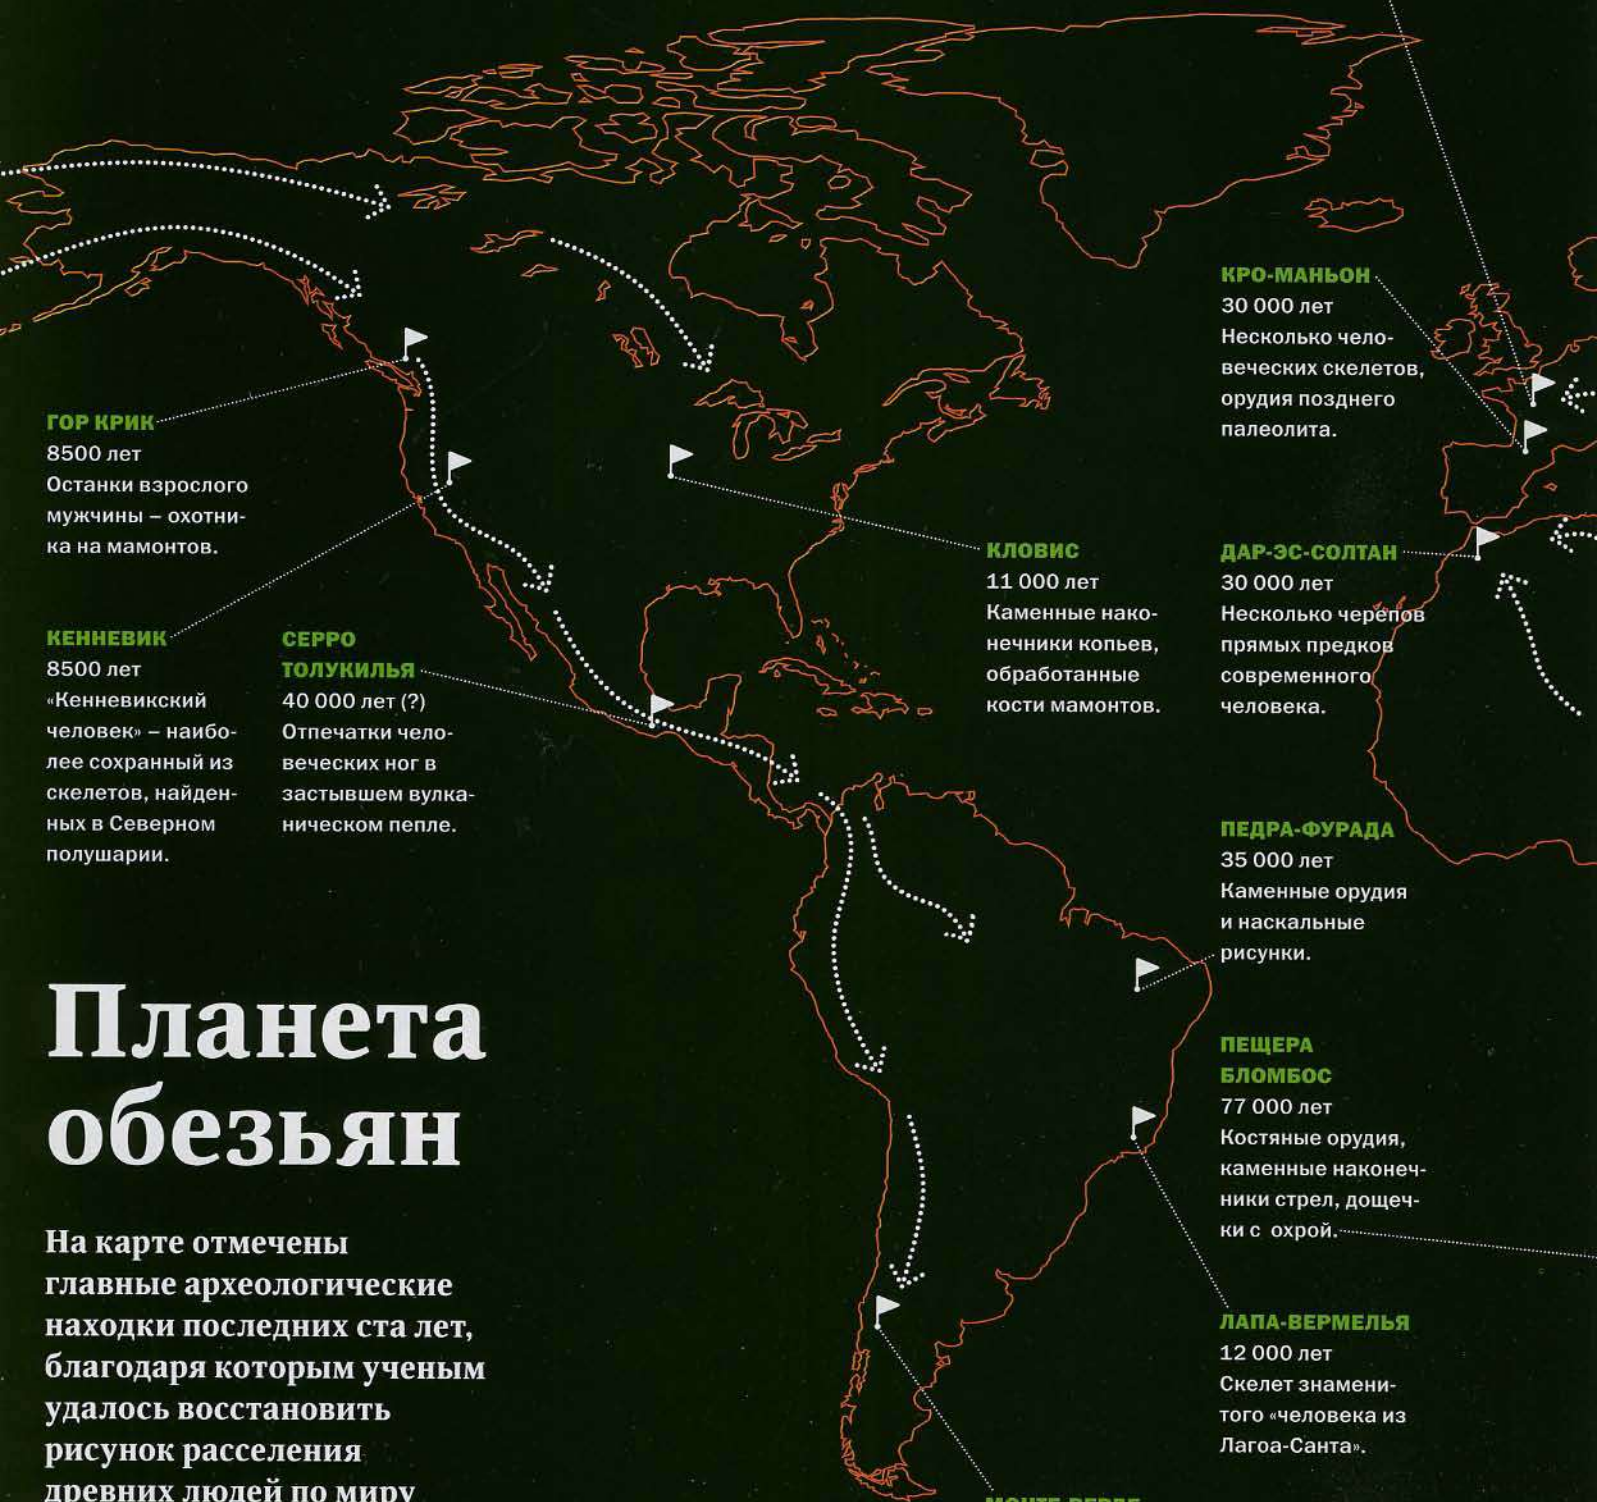 КРО-МАНЬОН
30 000 лет
Несколько чело-
веческих скелетов,
орудия позднего
палеолита.
ГОР КРИК
8500 лет
Останки взрослого
мужчины – охотни-
ка на мамонтов.
КЛОВИС
11 000 лет
Каменные нако-
нечники копьев,
обработанные
кости мамонтов.
ДАР-ЭС-СОЛТАН
30 000 лет
Несколько черепов
прямых предков
современного
человека.
КЕННЕВИК
8500 лет
«Кенневикский
человек» – наибо-
лее сохранный из
скелетов, найден-
ных в Северном
полушарии.
СЕРРО
ТОЛУКИЛЬЯ
40 000 лет (?)
Отпечатки чело-
веческих ног в
застывшем вулка-
ническом пепле.
ПЕДРА-ФУРАДА
35 000 лет
Каменные орудия
и наскальные
рисунки.
Планета
обезьян
ПЕЩЕРА
БЛОМБОС
77 000 лет
Костяные орудия,
каменные наконеч-
ники стрел, дощеч-
ки с охрой.
На карте отмечены
главные археологические
находки последних ста лет,
благодаря которым ученым
удалось восстановить
рисунок расселения
древних людей по миру
ЛАПА-ВЕРМЕЛЬЯ
12 000 лет
Скелет знамени-
того «человека из
Лагоа-Санта».